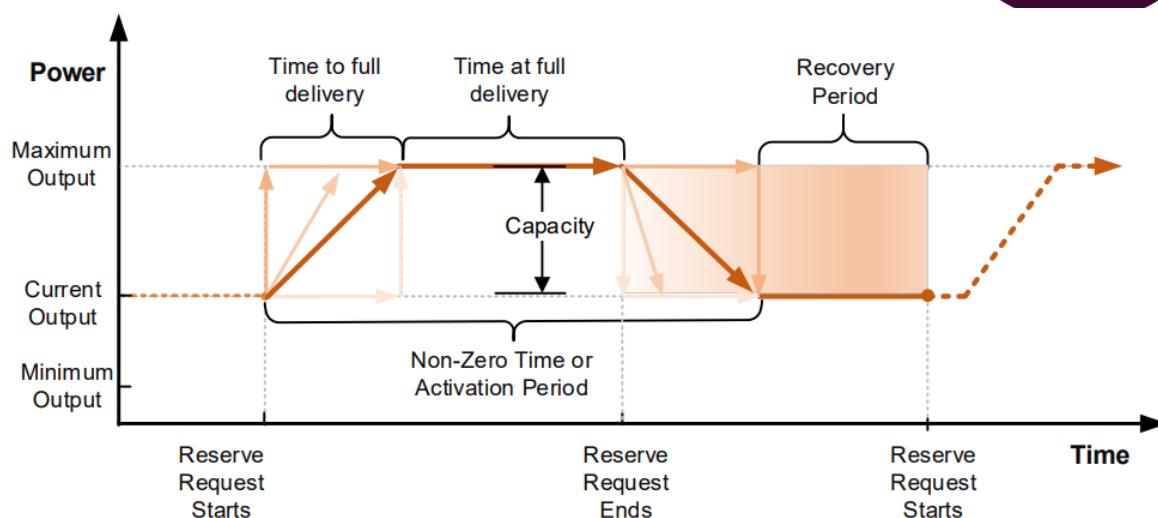 Power
Time to full
delivery
Time at full
delivery
Recovery
Period
Maximum
Output
Capacity
Current
Output
Non-Zero Time or
Activation Period
Minimum
Output
Reserve
Request
Starts
Reserve
Request
Ends
Reserve
Request
Starts
Time